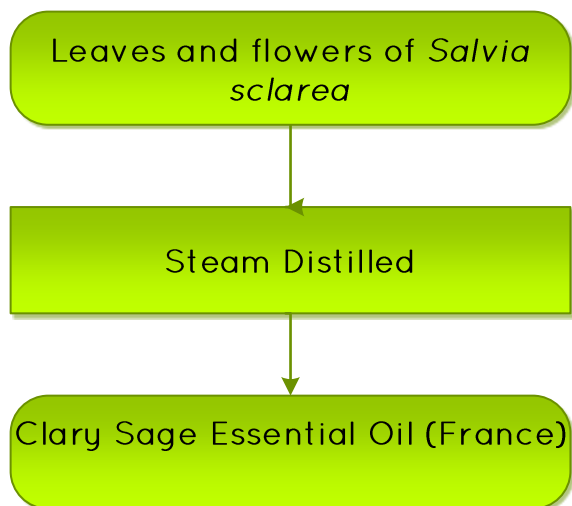 Leaves and flowers of Salvia
sclarea
Steam Distilled
Clary Sage Essential Oil (France)